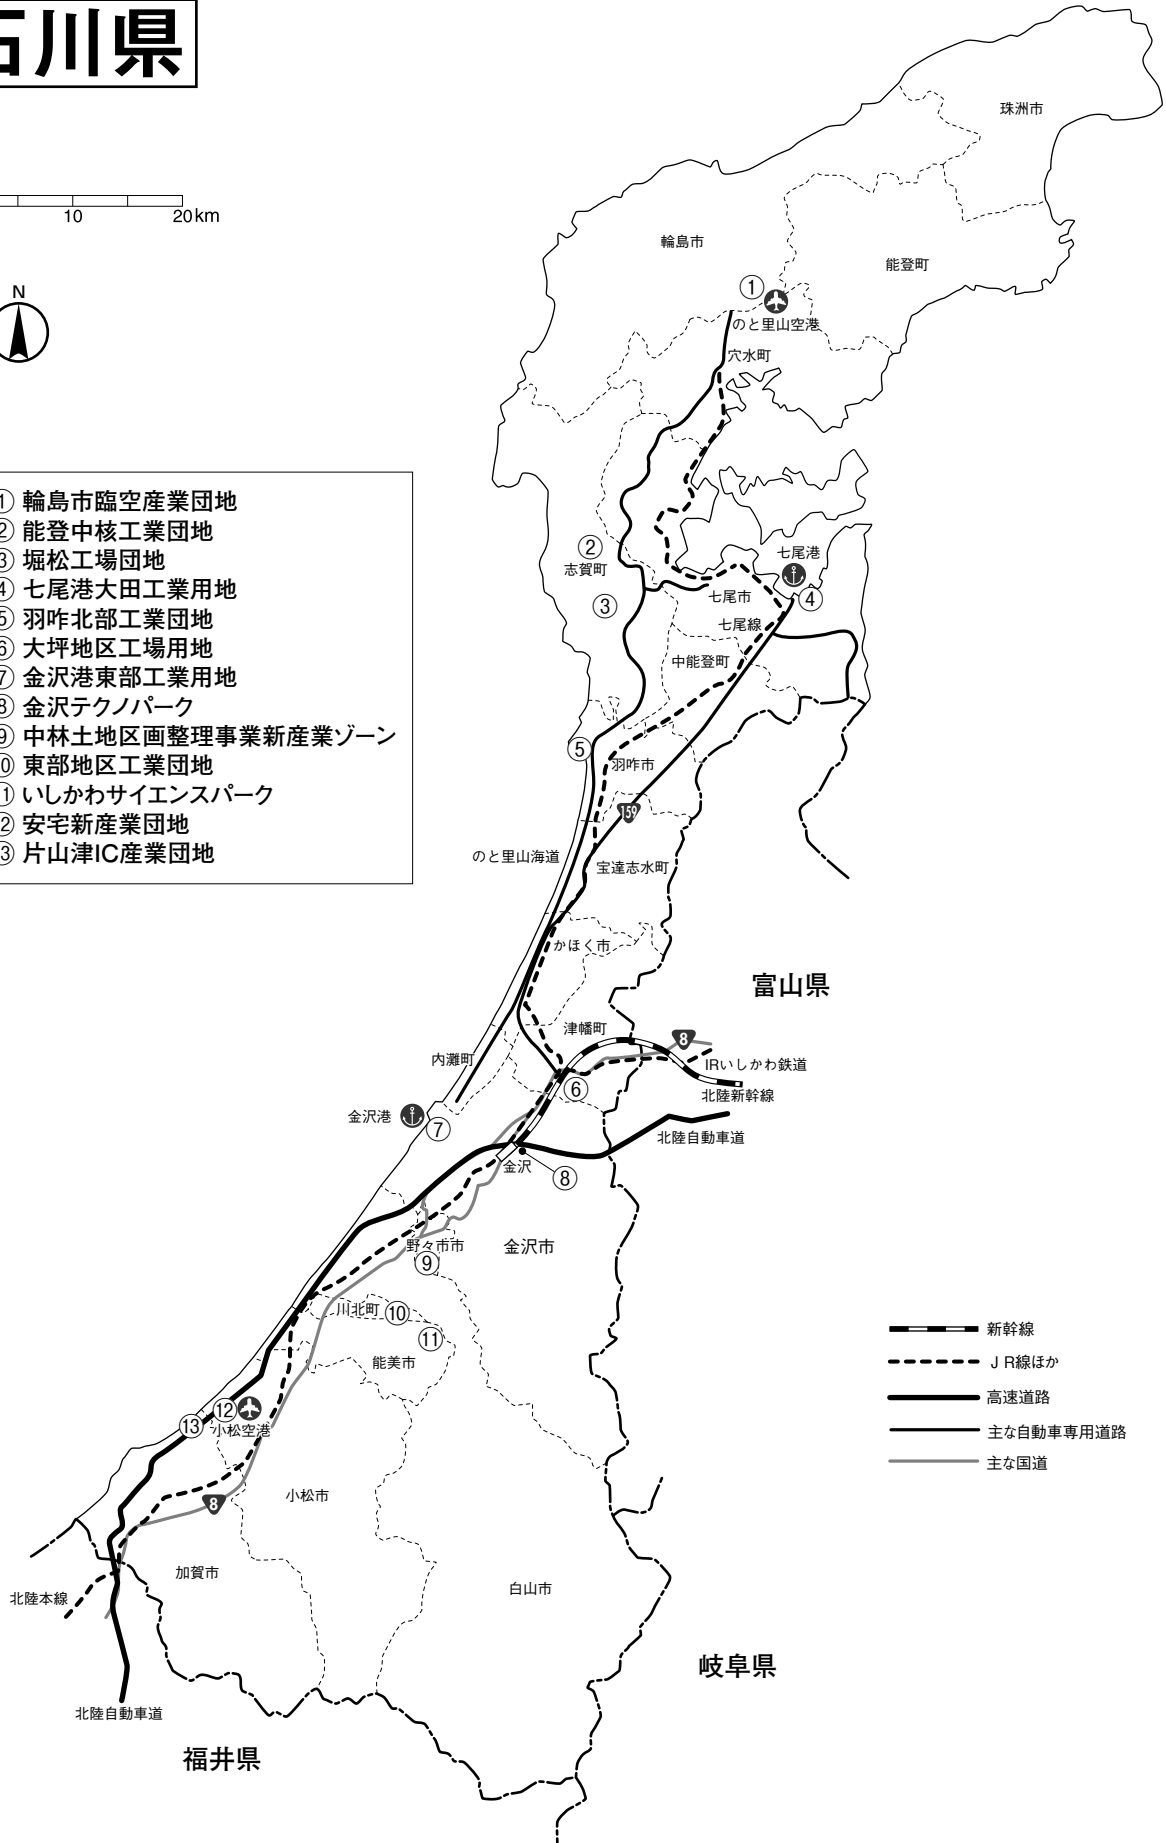 石川県
10
20km
N
① 輪島市臨空産業団地
② 能登中核工業団地
③ 堀松工場団地
④ 七尾港大田工業用地
⑤ 羽咋北部工業団地
⑥ 大坪地区工場用地
⑦ 金沢港東部工業用地
⑧ 金沢テクノパーク
⑨ 中林土地区画整理事業新産業ゾーン
⑩ 東部地区工業団地
⑪ いしかわサイエンスパーク
⑫ 安宅新産業団地
⑬ 片山津IC産業団地
珠洲市
輪島市
能登町
①
のと里山空港
穴水町
②
志賀町
七尾港
③
七尾市
④
七尾線
中能登町
⑤
羽咋市
159
のと里山海道
宝達志水町
かほく市
富山県
津幡町
8
内灘町
IRいしかわ鉄道
⑥
北陸新幹線
金沢港
⑦
北陸自動車道
金沢
⑧
野々市市
金沢市
⑨
川北町
⑩
⑪
能美市
⑫
⑬
小松空港
小松市
8
加賀市
白山市
北陸本線
岐阜県
北陸自動車道
福井県
新幹線
JR線ほか
高速道路
主な自動車専用道路
主な国道